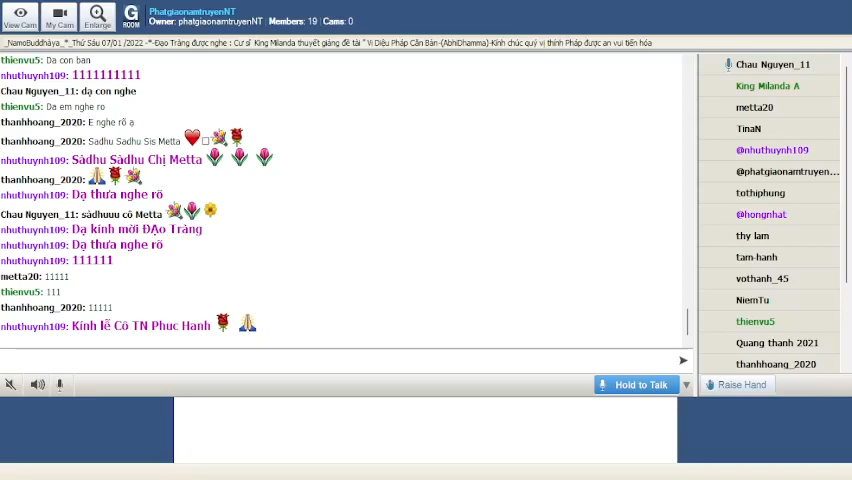 PhatgiaonamtruyenNT
Owner: phatgiaonamtruyenNT | Members: 19 | Cams: 0
View Cam
My Cam
Enlarge
G
ROOM
_NamoBuddhàya_*_Thứ Sáu 07/01 /2022 -*-Đạo Tràng được nghe : Cư sĩ King Milanda thuyết giảng đề tài " Vi Diệu Pháp Căn Bản-(AbhiDhamma)-Kính chúc quý vị thính Pháp được an vui tiến hóa
thienvu5: Da con ban
nhuthuynh109: 1111111111
Chau Nguyen_11: dạ con nghe
thienvu5: Da em nghe ro
thanhhoang_2020: E nghe rõ ạ
thanhhoang_2020: Sadhu Sadhu Sis Metta
nhuthuynh109: Sàdhu Sàdhu Chị Metta
thanhhoang_2020:
nhuthuynh109: Dạ thưa nghe rõ
Chau Nguyen_11: sàdhuuu cô Metta
nhuthuynh109: Dạ kính mời ĐẠo Tràng
nhuthuynh109: Dạ thưa nghe rõ
nhuthuynh109: 111111
metta20: 11111
thienvu5: 111
thanhhoang_2020: 11111
nhuthuynh109: Kính lễ Cô TN Phuc Hanh
Hold to Talk
Chau Nguyen_11
King Milanda A
metta20
TinaN
@nhuthuynh109
@phatgiaonamtruyen...
tothiphung
@hongnhat
thy lam
tam-hanh
vothanh_45
NiemTu
thienvu5
Quang thanh 2021
thanhhoang_2020
Raise Hand